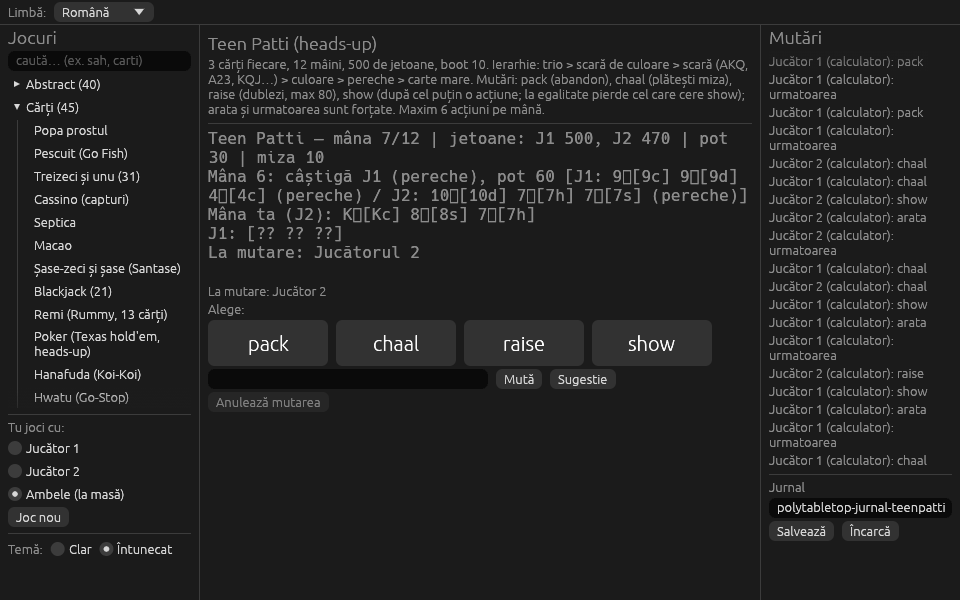 Limbă: Română
Jocuri
caută... (ex. sah, carti)
Abstract (40)
Cărți (45)
Popa prostul
Pescuit (Go Fish)
Treizeci și unu (31)
Cassino (capturi)
Septica
Macao
Șase-zeci și șase (Santase)
Blackjack (21)
Remi (Rummy, 13 cărți)
Poker (Texas hold'em,
heads-up)
Hanafuda (Koi-Koi)
Hwatu (Go-Stop)
Tu joci cu:
Jucător 1
Jucător 2
Ambele (la masă)
Joc nou
Temă: Clar Întunecat
Teen Patti (heads-up)
3 cărți fiecare, 12 mâini, 500 de jetoane, boot 10. Ierarhie: trio > scară de culoare > scară (AKQ,
A23, KQJ...) > culoare > pereche > carte mare. Mutări: pack (abandon), chaal (plătești miza),
raise (dublezi, max 80), show (după cel puțin o acțiune; la egalitate pierde cel care cere show);
arata si urmatoarea sunt forțate. Maxim 6 acțiuni pe mână.
Teen Patti — mâna 7/12 | jetoane: J1 500, J2 470 | pot
30 | miza 10
Mâna 6: câștigă J1 (pereche), pot 60 [J1: 9▯[9c] 9▯[9d]
4▯[4c] (pereche) / J2: 10▯[10d] 7▯[7h] 7▯[7s] (pereche)]
Mâna ta (J2): K▯[Kc] 8▯[8s] 7▯[7h]
J1: [?? ?? ??]
La mutare: Jucătorul 2
La mutare: Jucător 2
Alege:
pack chaal raise show
Mută Sugestie
Anulează mutarea
Mutări
Jucător 1 (calculator): pack
Jucător 1 (calculator):
urmatoarea
Jucător 1 (calculator): pack
Jucător 1 (calculator):
urmatoarea
Jucător 2 (calculator): chaal
Jucător 1 (calculator): chaal
Jucător 2 (calculator): show
Jucător 2 (calculator): arata
Jucător 2 (calculator):
urmatoarea
Jucător 1 (calculator): chaal
Jucător 2 (calculator): chaal
Jucător 1 (calculator): show
Jucător 1 (calculator): arata
Jucător 1 (calculator):
urmatoarea
Jucător 2 (calculator): raise
Jucător 1 (calculator): show
Jucător 1 (calculator): arata
Jucător 1 (calculator):
urmatoarea
Jucător 1 (calculator): chaal
Jurnal
polytabletop-jurnal-teenpatti
Salvează Încarcă